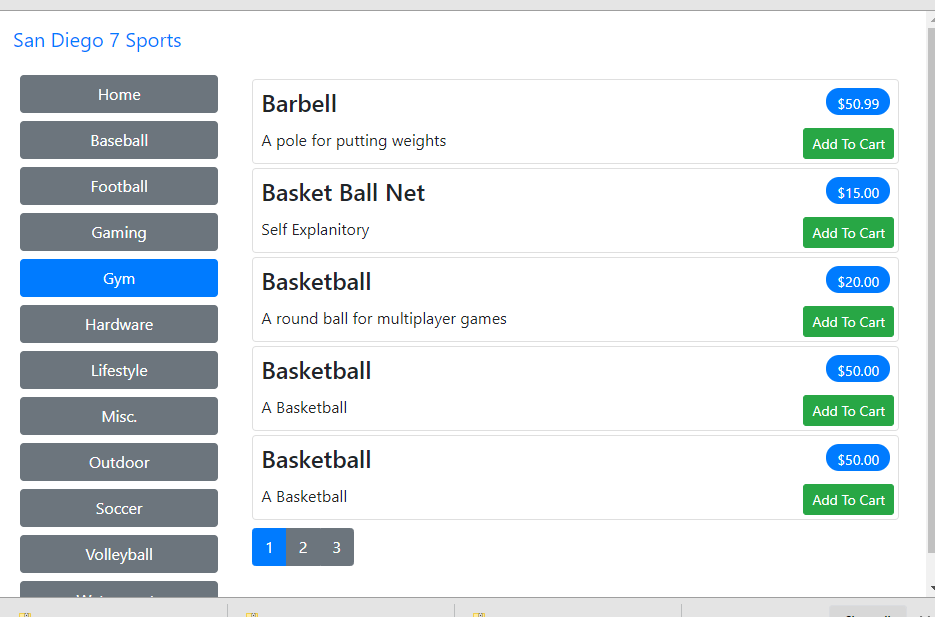 San Diego 7 Sports
Home
Baseball
Football
Gaming
Gym
Hardware
Lifestyle
Misc.
Outdoor
Soccer
Volleyball
Barbell
$50.99
A pole for putting weights
Add To Cart
Basket Ball Net
$15.00
Self Explanitory
Add To Cart
Basketball
$20.00
A round ball for multiplayer games
Add To Cart
Basketball
$50.00
A Basketball
Add To Cart
Basketball
$50.00
A Basketball
Add To Cart
1 2 3